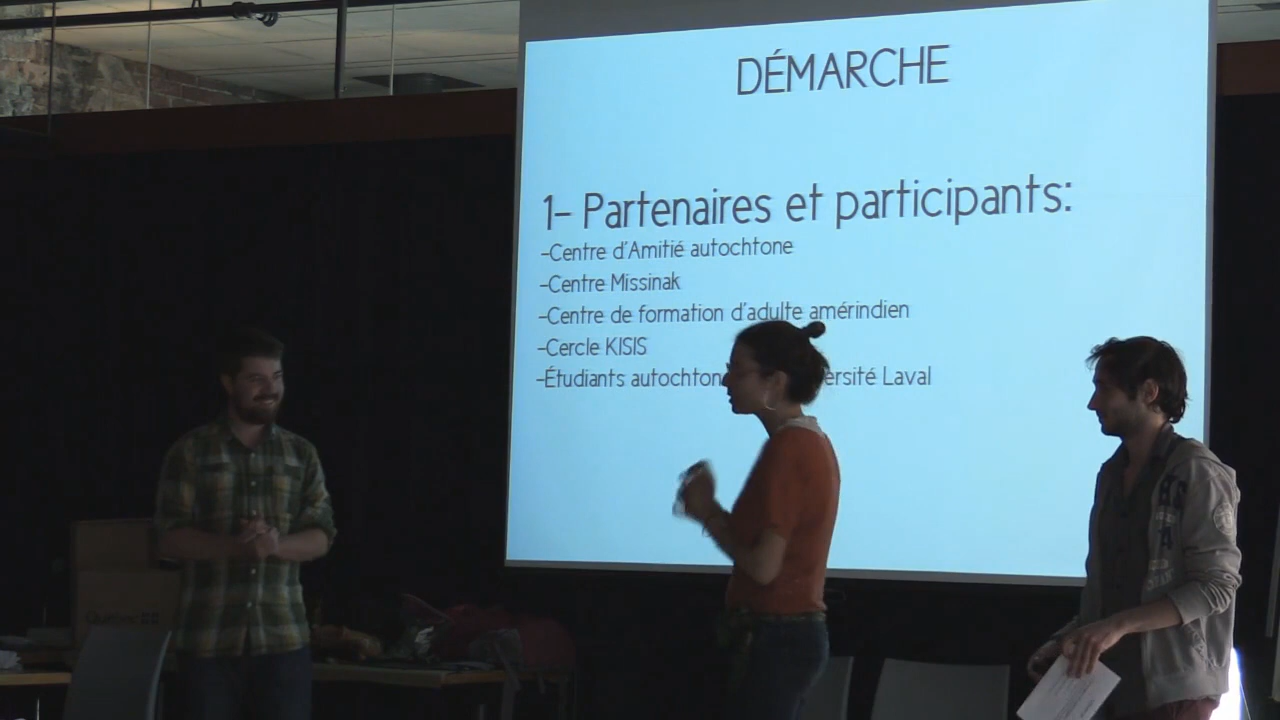 DÉMARCHE
1- Partenaires et participants:
-Centre d'Amitié autochtone
-Centre Missinak
-Centre de formation d'adulte amérindien
-Cercle KISIS
-Étudiants autochton ersité Laval